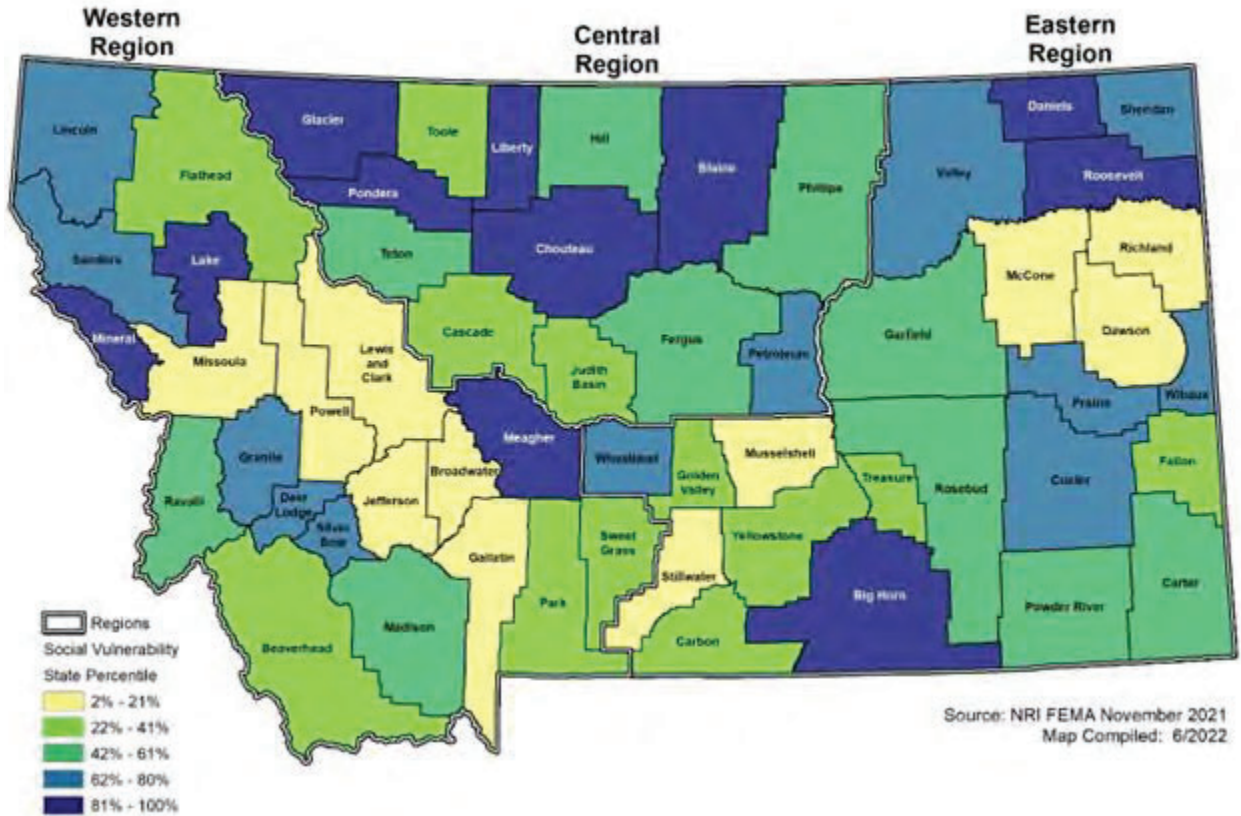 Western
Region
Central
Region
Eastern
Region
Lincoln
Flathead
Glacier
Toole
Liberty
Hill
Blaine
Phillips
Valley
Daniels
Sheridan
Roosevelt
Pondera
Teton
Chouteau
Sanders
Lake
Mineral
Missoula
Lewis
and
Clark
Powell
Cascade
Judith
Basin
Fergus
Petroleum
Garfield
McCone
Richland
Dawson
Prairie
Wibaux
Ravalli
Granite
Deer
Lodge
Silver
Bow
Jefferson
Broadwater
Meagher
Wheatland
Golden
Valley
Musselshell
Treasure
Rosebud
Custer
Fallon
Gallatin
Park
Sweet
Grass
Stillwater
Yellowstone
Big Horn
Carbon
Powder River
Carter
Beaverhead
Madison
Regions
Social Vulnerability
State Percentile
2% - 21%
22% - 41%
42% - 61%
62% - 80%
81% - 100%
Source: NRI FEMA November 2021
Map Compiled: 6/2022